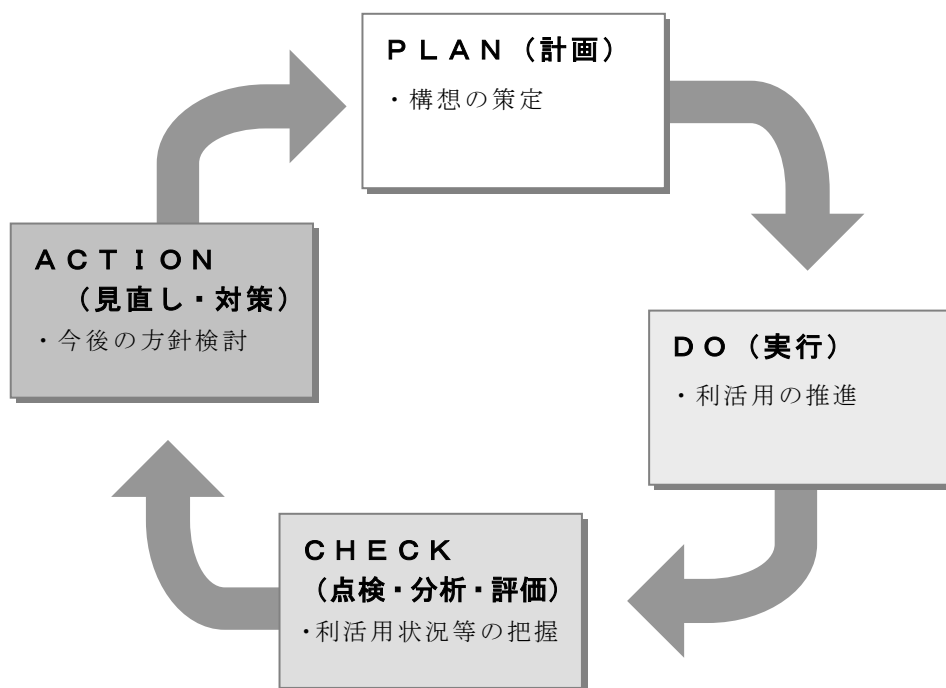 ＰＬＡＮ（計画）
・構想の策定
ＤＯ（実行）
・利活用の推進
ＣＨＥＣＫ
（点検・分析・評価）
・利活用状況等の把握
ＡＣＴＩＯＮ
（見直し・対策）
・今後の方針検討